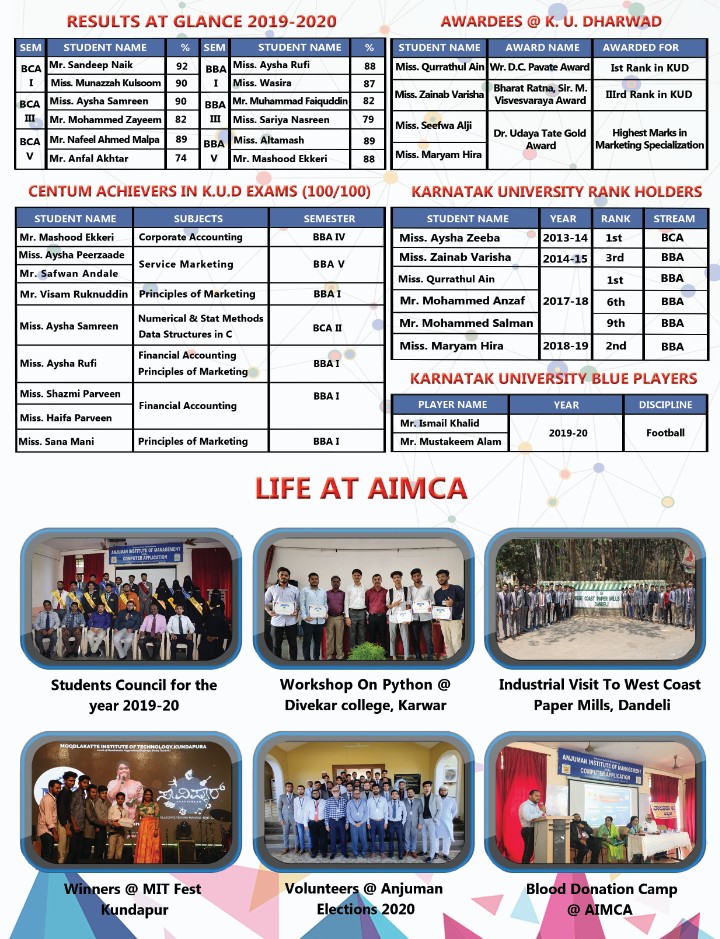 RESULTS AT GLANCE 2019-2020
SEM STUDENT NAME % SEM STUDENT NAME %
BCA I Mr. Sandeep Naik 92 BBA I Miss. Aysha Rufi 88
Miss. Munazzah Kulsoom 90 Miss. Wasira 87
BCA III Miss. Aysha Samreen 90 BBA III Mr. Muhammad Faiquddin 82
Mr. Mohammed Zayeem 82 Miss. Sariya Nasreen 79
BCA V Mr. Nafeel Ahmed Malpa 89 BBA V Miss. Altamash 89
Mr. Anfal Akhtar 74 Mr. Mashood Ekkeri 88
AWARDEES @ K. U. DHARWAD
STUDENT NAME AWARD NAME AWARDED FOR
Miss. Qurrathul Ain Wr. D.C. Pavate Award Ist Rank in KUD
Miss. Zainab Varisha Bharat Ratna, Sir. M. Visvesvaraya Award IIIrd Rank in KUD
Miss. Seefwa Alji Dr. Udaya Tate Gold Award Highest Marks in Marketing Specialization
Miss. Maryam Hira
CENTUM ACHIEVERS IN K.U.D EXAMS (100/100)
STUDENT NAME SUBJECTS SEMESTER
Mr. Mashood Ekkeri Corporate Accounting BBA IV
Miss. Aysha Peerzaade Service Marketing BBA V
Mr. Safwan Andale
Mr. Visam Ruknuddin Principles of Marketing BBA I
Miss. Aysha Samreen Numerical & Stat Methods BCA II
Data Structures in C
Miss. Aysha Rufi Financial Accounting BBA I
Principles of Marketing
Miss. Shazmi Parveen Financial Accounting BBA I
Miss. Haifa Parveen
Miss. Sana Mani Principles of Marketing BBA I
KARNATAK UNIVERSITY RANK HOLDERS
STUDENT NAME YEAR RANK STREAM
Miss. Aysha Zeeba 2013-14 1st BCA
Miss. Zainab Varisha 2014-15 3rd BBA
Miss. Qurrathul Ain 2017-18 1st BBA
Mr. Mohammed Anzaf 6th BBA
Mr. Mohammed Salman 9th BBA
Miss. Maryam Hira 2018-19 2nd BBA
KARNATAK UNIVERSITY BLUE PLAYERS
PLAYER NAME YEAR DISCIPLINE
Mr. Ismail Khalid 2019-20 Football
Mr. Mustakeem Alam
LIFE AT AIMCA
ANJUMAN INSTITUTE OF MANAGEMENT
COMPUTER APPLICATION
Students Council for the
year 2019-20
Workshop On Python @
Divekar college, Karwar
WEST COAST PAPER MILLS
DANDELI
Industrial Visit To West Coast
Paper Mills, Dandeli
MOODLAKATTE INSTITUTE OF TECHNOLOGY, KUNDAPURA
Winners @ MIT Fest
Kundapur
Volunteers @ Anjuman
Elections 2020
ANJUMAN INSTITUTE OF MANAGEMENT
COMPUTER APPLICATION
Blood Donation Camp
@ AIMCA